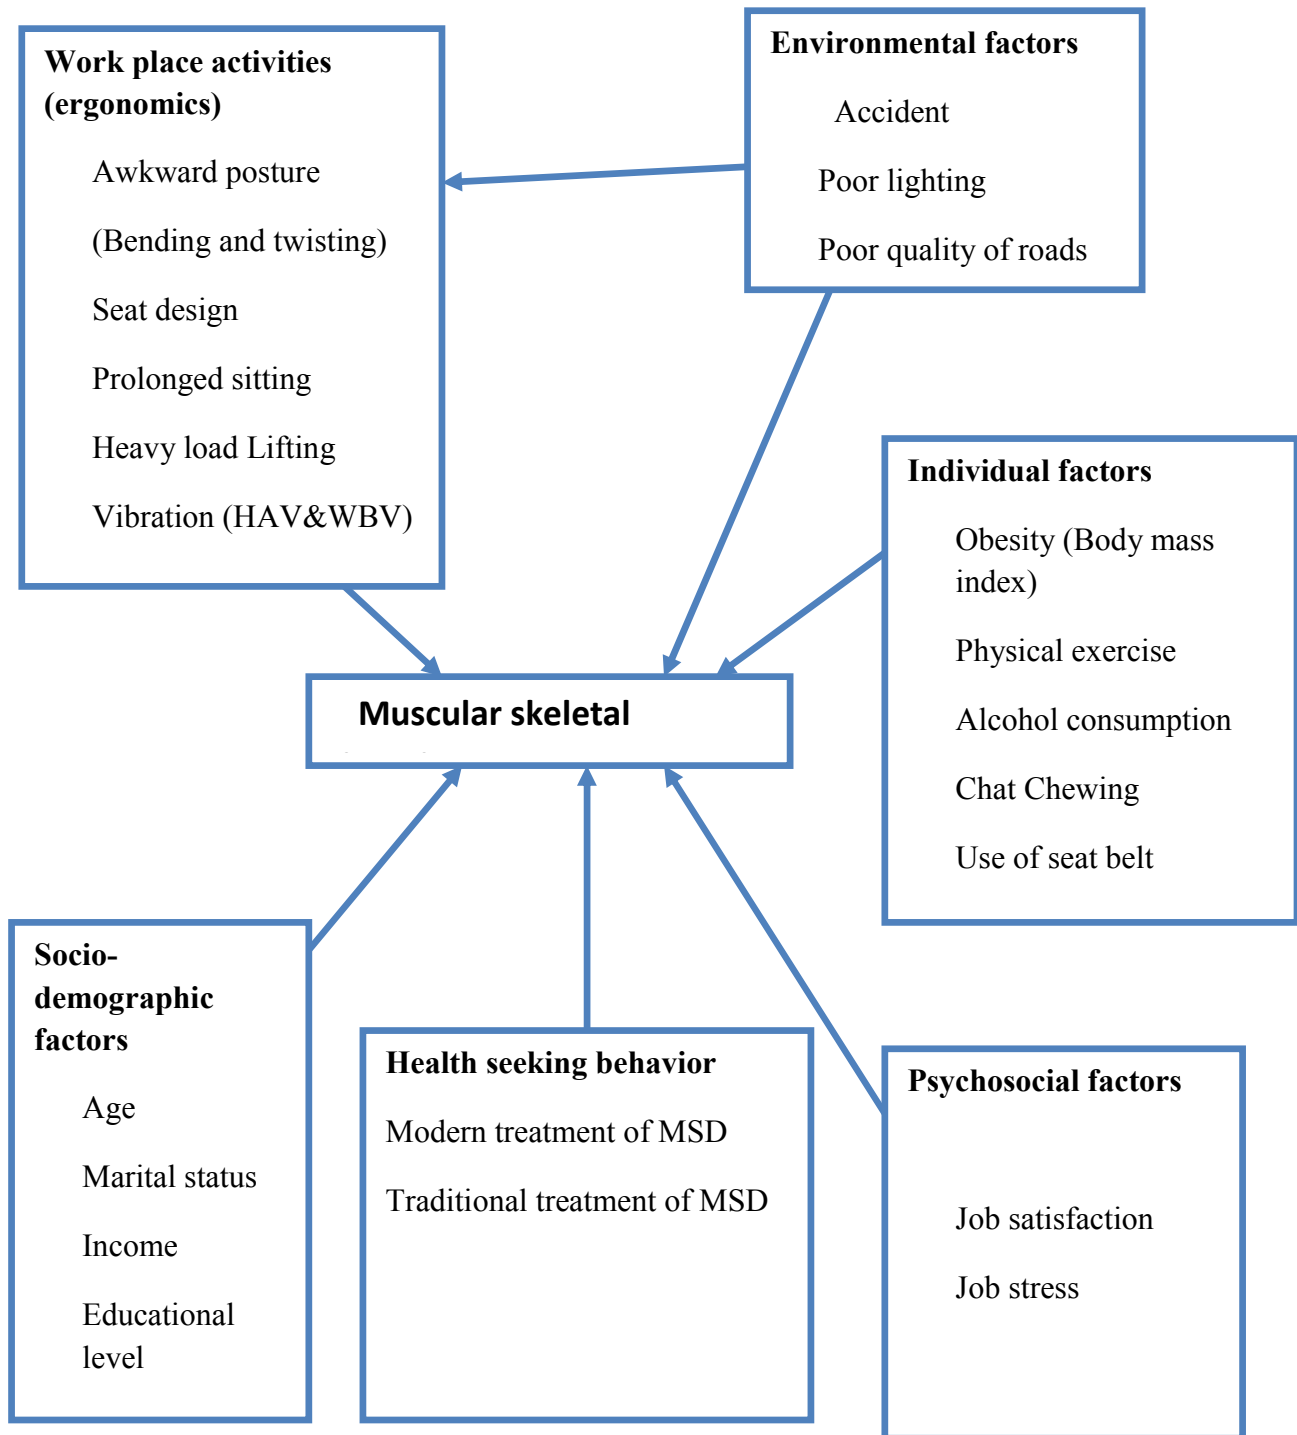 Work place activities
(ergonomics)
Awkward posture
(Bending and twisting)
Seat design
Prolonged sitting
Heavy load Lifting
Vibration (HAV&WBV)
Environmental factors
Accident
Poor lighting
Poor quality of roads
Individual factors
Obesity (Body mass
index)
Physical exercise
Alcohol consumption
Chat Chewing
Use of seat belt
Muscular skeletal
Socio-
demographic
factors
Age
Marital status
Income
Educational
level
Health seeking behavior
Modern treatment of MSD
Traditional treatment of MSD
Psychosocial factors
Job satisfaction
Job stress